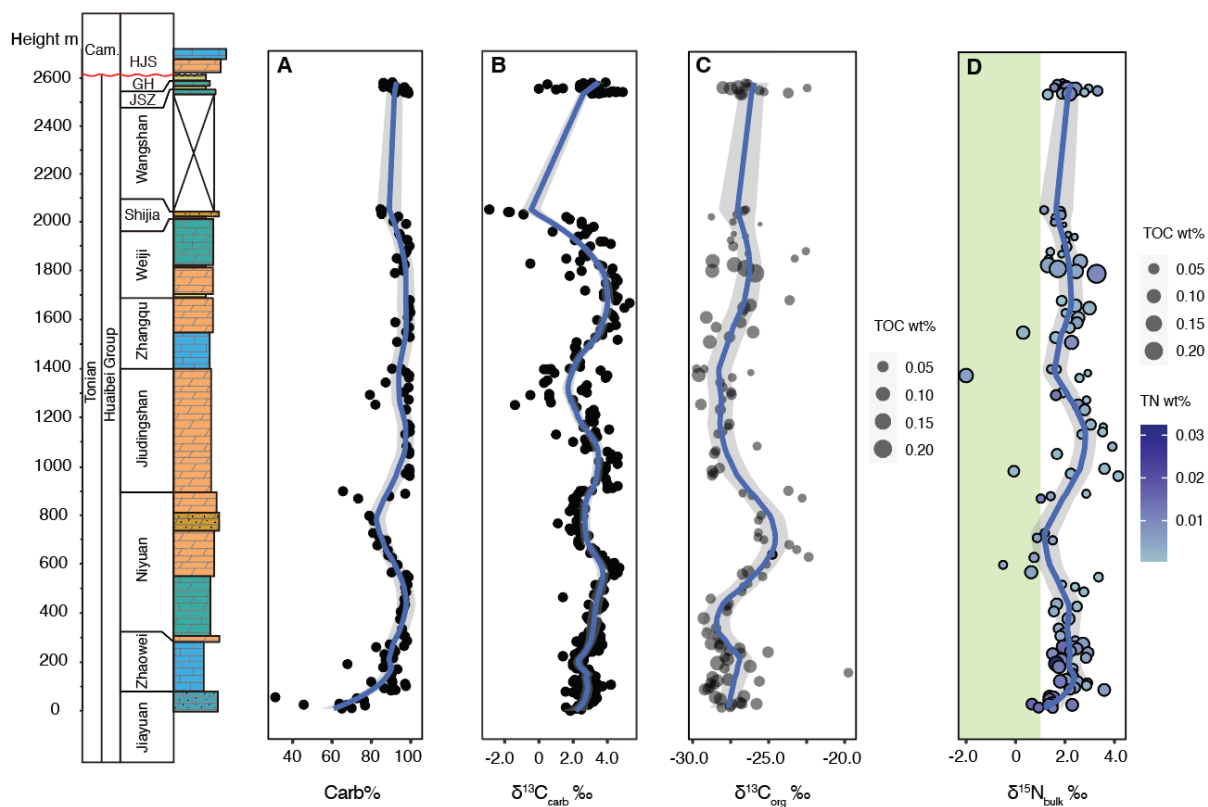 Height m
Cam.
HJS
2600
GH
JSZ
2400
Wangshan
2200
Shijia
2000
1800
Weiji
1600
Zhangqu
1400
1200
Jiudingshan
1000
800
Niyuan
600
400
200
Zhaowei
0
Jiayuan
Tonian
Huaibei Group
A
40 60 80 100
Carb%
B
-2.0 0 2.0 4.0
δ¹³C_carb ‰
C
-30.0 -25.0 -20.0
δ¹³C_org ‰
TOC wt%
0.05
0.10
0.15
0.20
D
-2.0 0 2.0 4.0
δ¹⁵N_bulk ‰
TOC wt%
0.05
0.10
0.15
0.20
TN wt%
0.03
0.02
0.01